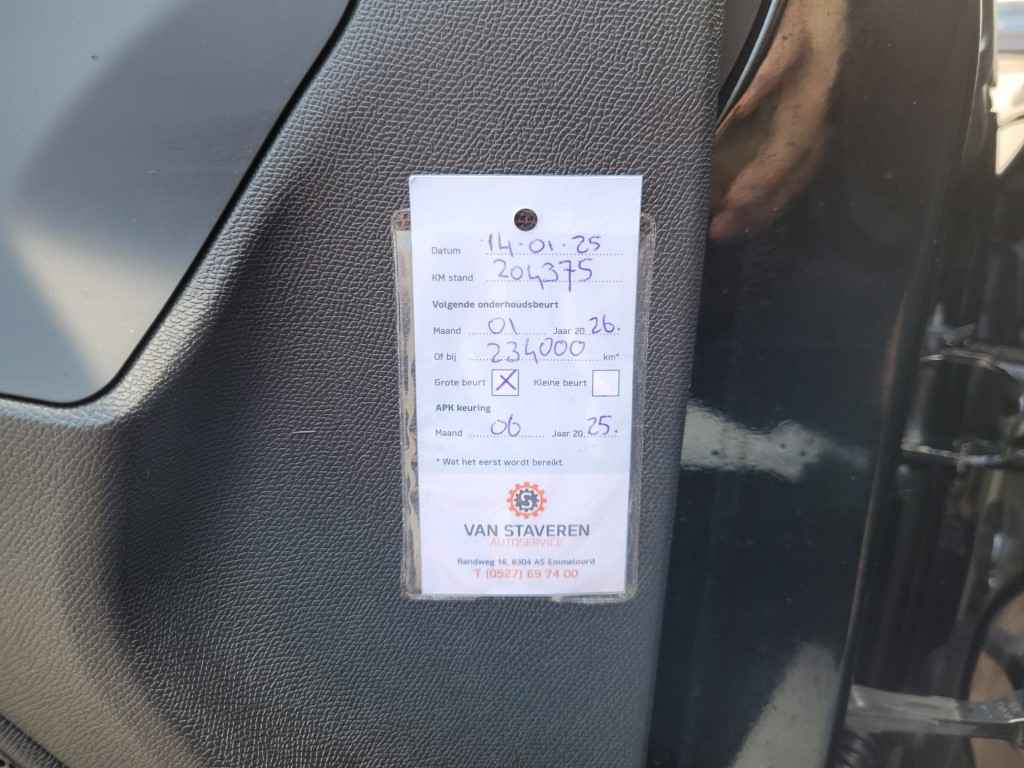 Datum 14-01-25
KM stand 204375
Volgende onderhoudsbeurt
Maand 01 Jaar 20 26.
Of bij 234000 km*
Grote beurt X Kleine beurt
APK keuring
Maand 06 Jaar 20 25.
* Wat het eerst wordt bereikt
S
VAN STAVEREN
AUTOSERVICE
Randweg 16, 8304 AS Emmeloord
T (0527) 69 74 00